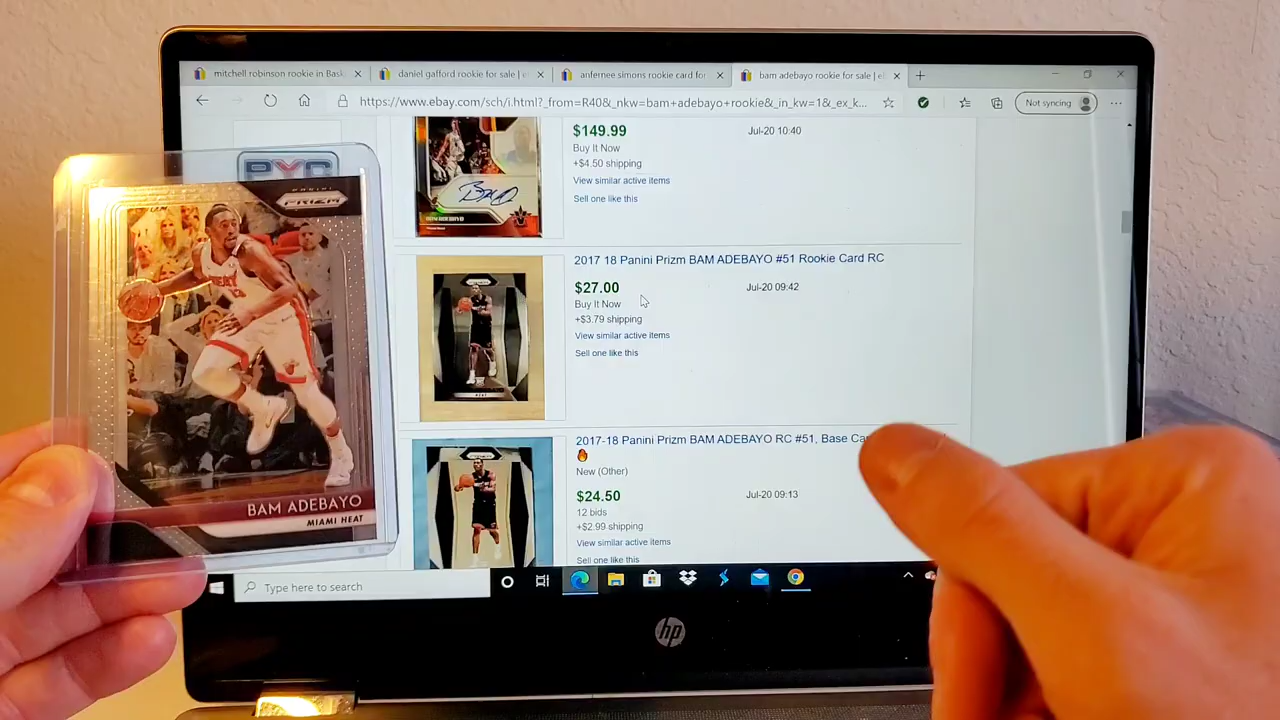 mitchell robinson rookie in Bask
daniel gafford rookie for sale | e
anfernee simons rookie card for
bam adebayo rookie for sale | e
https://www.ebay.com/sch/i.html?_from=R40&_nkw=bam+adebayo+rookie&_in_kw=1&_ex_k...
Not syncing
$149.99
Jul-20 10:40
Buy It Now
+$4.50 shipping
View similar active items
Sell one like this
2017 18 Panini Prizm BAM ADEBAYO #51 Rookie Card RC
$27.00
Jul-20 09:42
Buy It Now
+$3.79 shipping
View similar active items
Sell one like this
HEAT
2017-18 Panini Prizm BAM ADEBAYO RC #51, Base Ca
New (Other)
$24.50
Jul-20 09:13
12 bids
+$2.99 shipping
View similar active items
Sell one like this
PANINI
PRIZM
HEAT
13
BAM ADEBAYO
MIAMI HEAT
Type here to search
hp